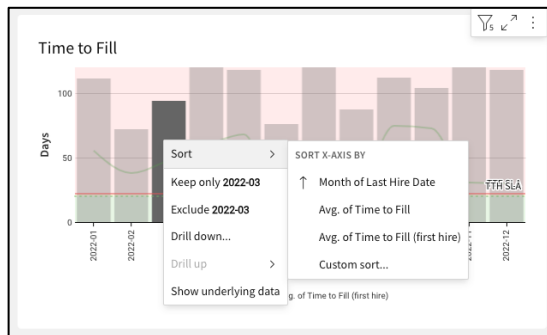 5
Time to Fill
100
50
0
Days
TTH SLA
2022-01
2022-02
2022-12
Sort
Keep only 2022-03
Exclude 2022-03
Drill down...
Drill up
Show underlying data
SORT X-AXIS BY
Month of Last Hire Date
Avg. of Time to Fill
Avg. of Time to Fill (first hire)
Custom sort...
g. of Time to Fill (first hire)